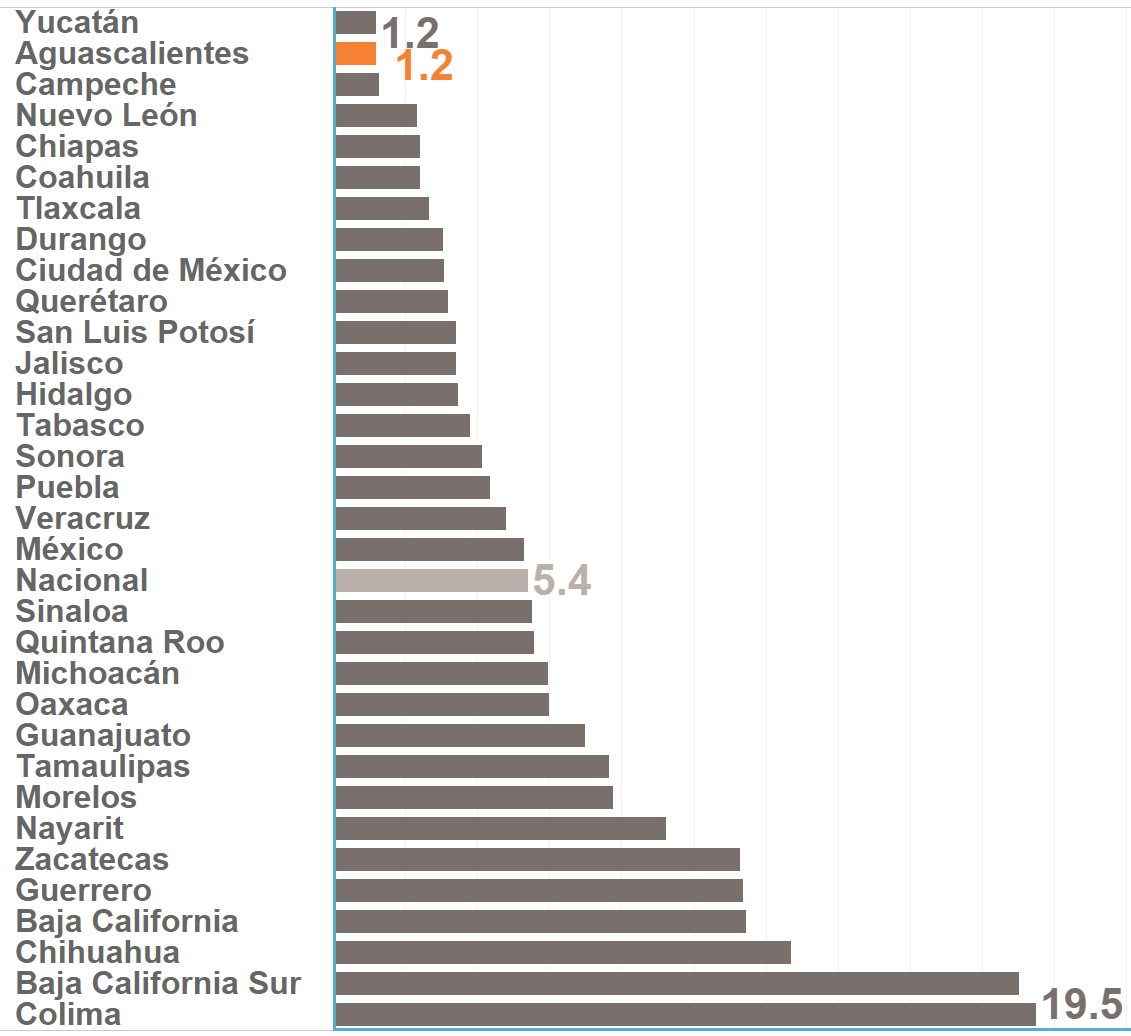 Yucatán 1.2
Aguascalientes 1.2
Campeche
Nuevo León
Chiapas
Coahuila
Tlaxcala
Durango
Ciudad de México
Querétaro
San Luis Potosí
Jalisco
Hidalgo
Tabasco
Sonora
Puebla
Veracruz
México
Nacional 5.4
Sinaloa
Quintana Roo
Michoacán
Oaxaca
Guanajuato
Tamaulipas
Morelos
Nayarit
Zacatecas
Guerrero
Baja California
Chihuahua
Baja California Sur
Colima 19.5